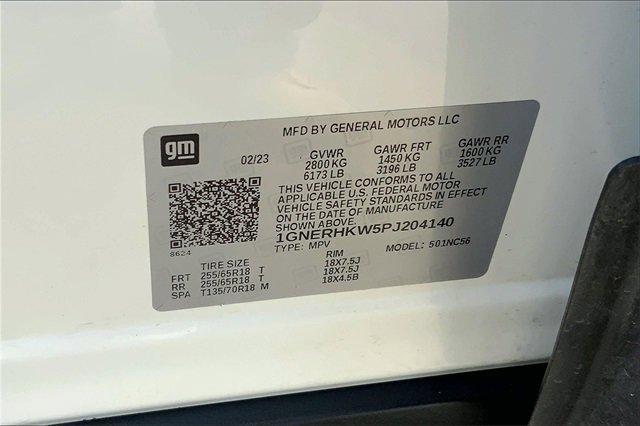 MFD BY GENERAL MOTORS LLC
gm
02/23 GVWR GAWR FRT GAWR RR
2800 KG 1450 KG 1600 KG
6173 LB 3196 LB 3527 LB
THIS VEHICLE CONFORMS TO ALL
APPLICABLE U.S. FEDERAL MOTOR
VEHICLE SAFETY STANDARDS IN EFFECT
ON THE DATE OF MANUFACTURE
SHOWN ABOVE.
1GNERHKW5PJ204140
8624 TYPE: MPV MODEL: 501NC56
TIRE SIZE RIM
FRT 255/65R18 T 18X7.5J
RR 255/65R18 T 18X7.5J
SPA T135/70R18 M 18X4.5B